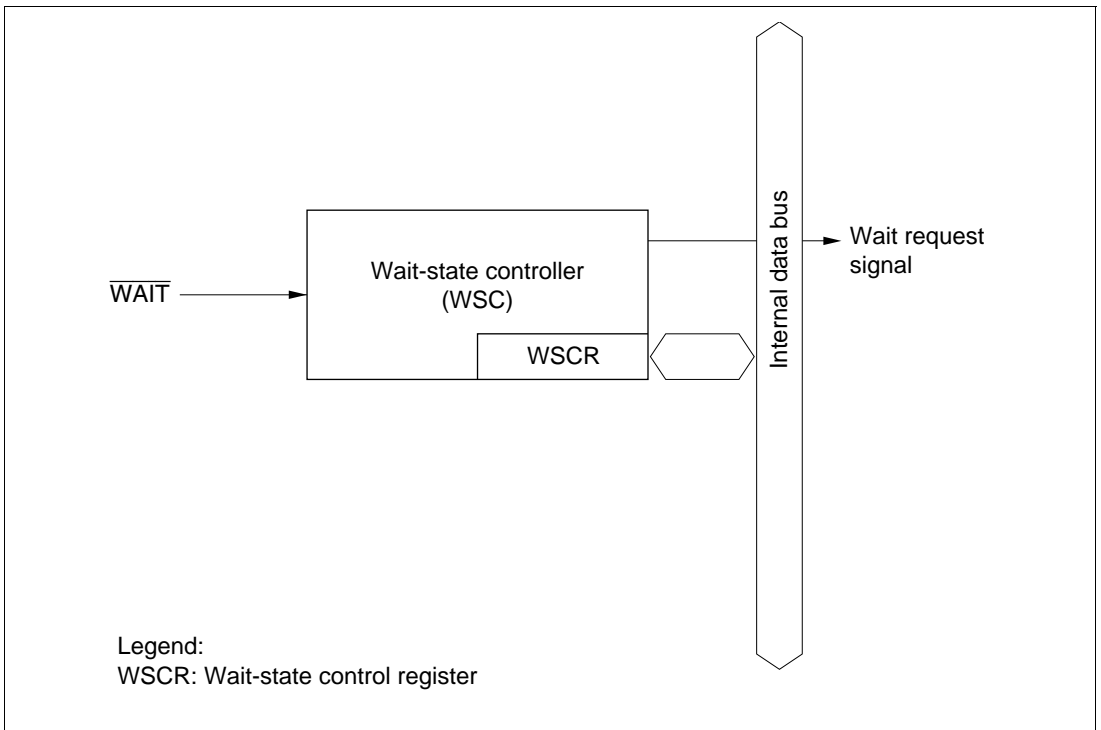 WAIT
Wait-state controller
(WSC)
WSCR
Internal data bus
Wait request
signal
Legend:
WSCR: Wait-state control register